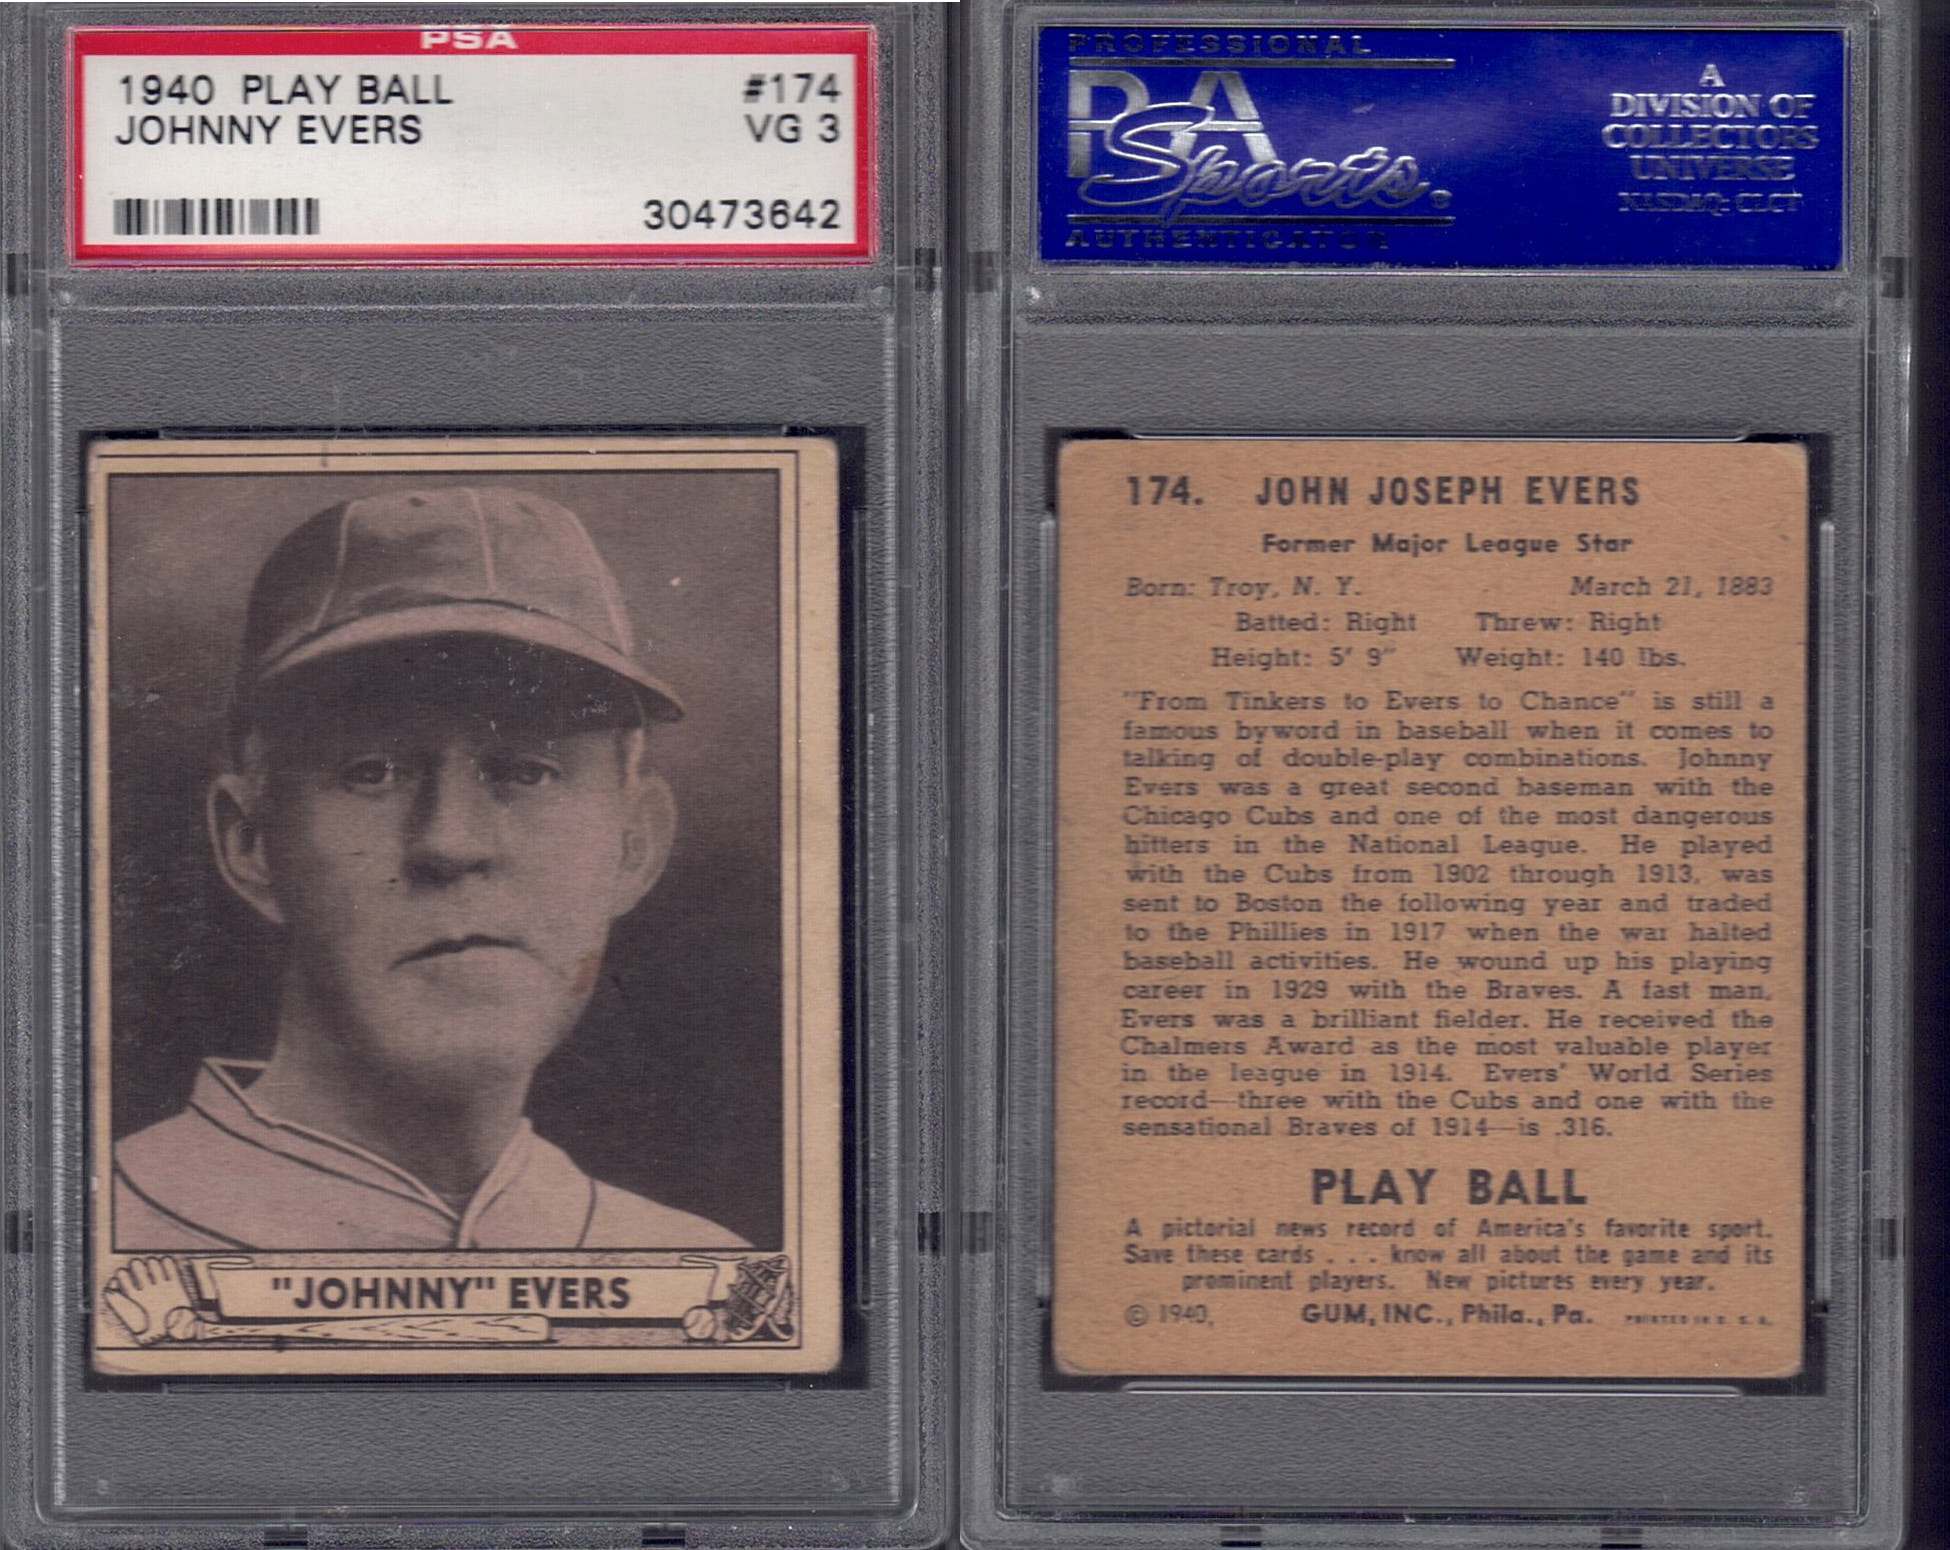 PSA
1940 PLAY BALL #174
JOHNNY EVERS VG 3
30473642
"JOHNNY" EVERS
PROFESSIONAL
PSA
Sports®
AUTHENTICATOR
A
DIVISION OF
COLLECTORS
UNIVERSE
NASDAQ: CLCT
174. JOHN JOSEPH EVERS
Former Major League Star
Born: Troy, N. Y. March 21, 1883
Batted: Right Threw: Right
Height: 5' 9" Weight: 140 lbs.
"From Tinkers to Evers to Chance" is still a
famous byword in baseball when it comes to
talking of double-play combinations. Johnny
Evers was a great second baseman with the
Chicago Cubs and one of the most dangerous
hitters in the National League. He played
with the Cubs from 1902 through 1913, was
sent to Boston the following year and traded
to the Phillies in 1917 when the war halted
baseball activities. He wound up his playing
career in 1929 with the Braves. A fast man,
Evers was a brilliant fielder. He received the
Chalmers Award as the most valuable player
in the league in 1914. Evers' World Series
record—three with the Cubs and one with the
sensational Braves of 1914—is .316.
PLAY BALL
A pictorial news record of America's favorite sport.
Save these cards . . . know all about the game and its
prominent players. New pictures every year.
© 1940, GUM, INC., Phila., Pa. PRINTED IN U. S. A.